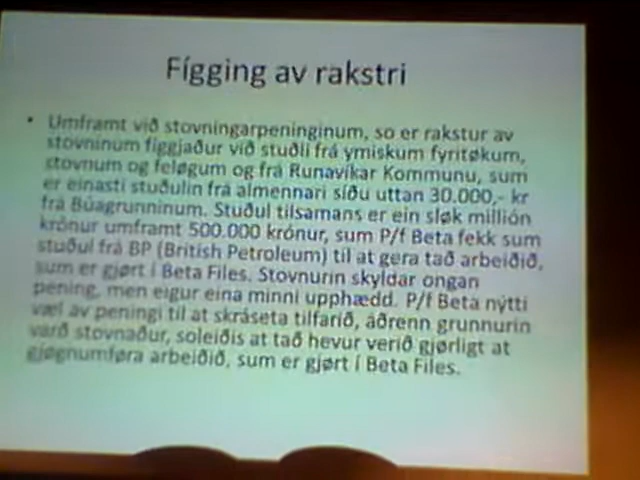 Fígging av rakstri
• Umframt við stovningarpeninginum, so er rakstur av
stovninum fíggjaður við stuðli frá ymiskum fyritøkum,
stovnum og feløgum og frá Runavíkar Kommunu, sum
er einasti stuðulin frá almennari síðu uttan 30.000,- kr
frá Búagrunninum. Stuðul tilsamans er ein sløk millión
krónur umframt 500.000 krónur, sum P/f Beta fekk sum
stuðul frá BP (British Petroleum) til at gera tað arbeiðið,
sum er gjørt í Beta Files. Stovnurin skyldar ongan
pening, men eigur eina minni upphædd. P/f Beta nýtti
væl av peningi til at skráseta tilfarið, áðrenn grunnurin
varð stovnaður, soleiðis at tað hevur verið gjørligt at
gjøgnumføra arbeiðið, sum er gjørt í Beta Files.